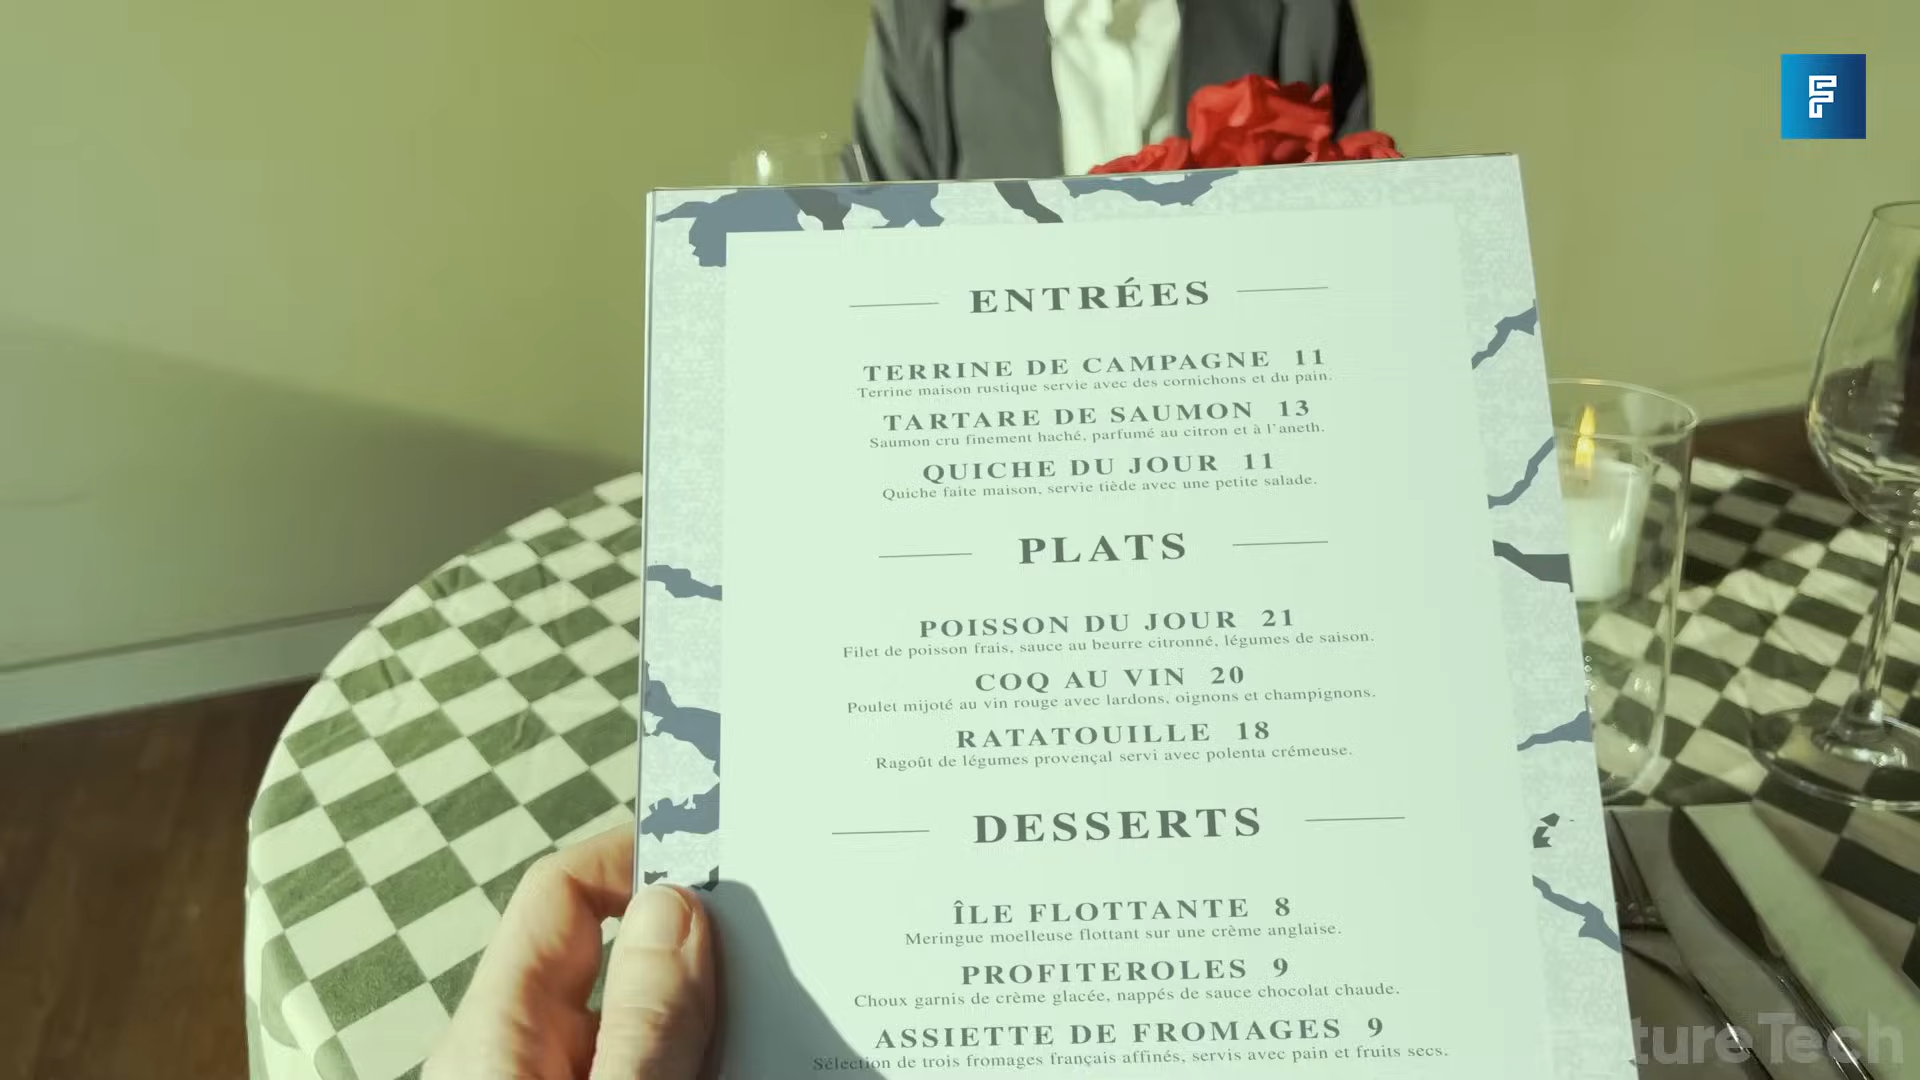 ENTRÉES
TERRINE DE CAMPAGNE 11
Terrine maison rustique servie avec des cornichons et du pain.
TARTARE DE SAUMON 13
Saumon cru finement haché, parfumé au citron et à l'aneth.
QUICHE DU JOUR 11
Quiche faite maison, servie tiède avec une petite salade.
PLATS
POISSON DU JOUR 21
Filet de poisson frais, sauce au beurre citronné, légumes de saison.
COQ AU VIN 20
Poulet mijoté au vin rouge avec lardons, oignons et champignons.
RATATOUILLE 18
Ragoût de légumes provençal servi avec polenta crémeuse.
DESSERTS
ÎLE FLOTTANTE 8
Meringue moelleuse flottant sur une crème anglaise.
PROFITEROLES 9
Choux garnis de crème glacée, nappés de sauce chocolat chaude.
ASSIETTE DE FROMAGES 9
Sélection de trois fromages français affinés, servis avec pain et fruits secs.
tureTech